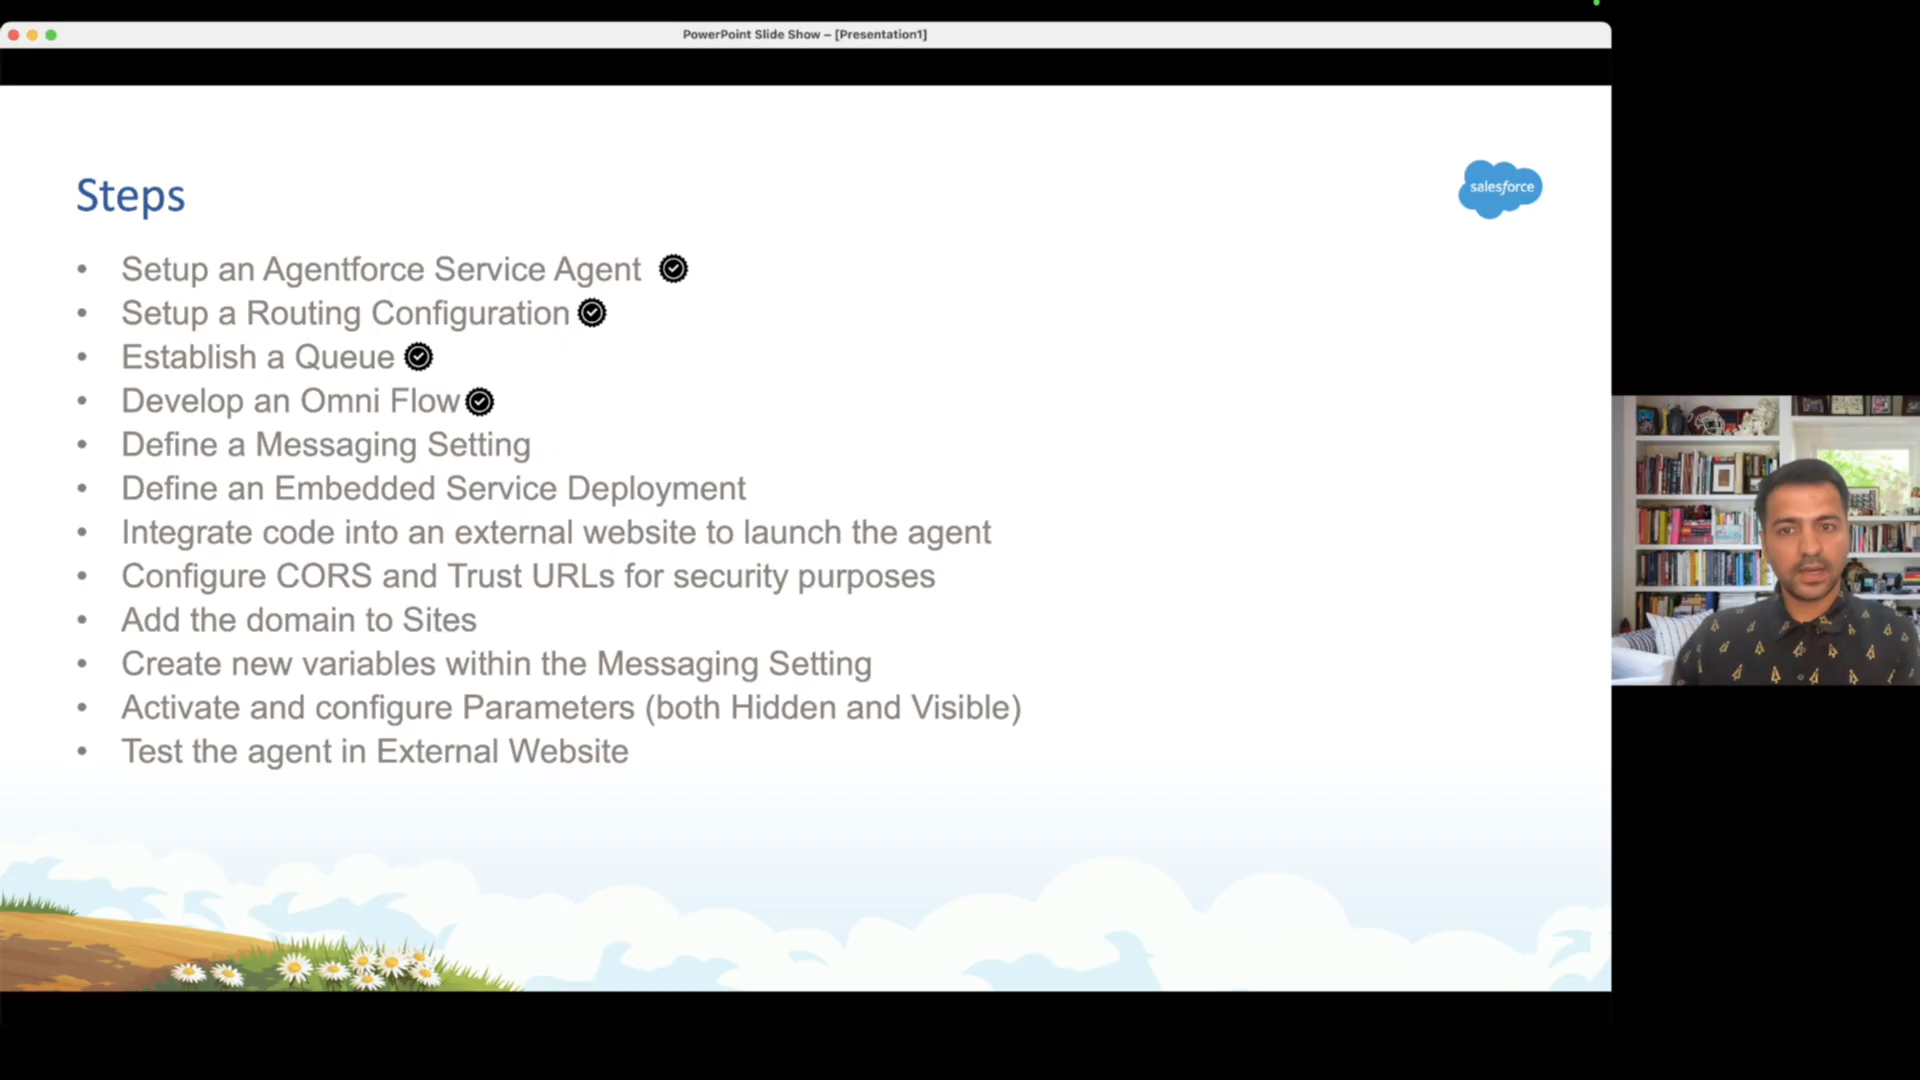 PowerPoint Slide Show – [Presentation1]
Steps
salesforce
• Setup an Agentforce Service Agent
• Setup a Routing Configuration
• Establish a Queue
• Develop an Omni Flow
• Define a Messaging Setting
• Define an Embedded Service Deployment
• Integrate code into an external website to launch the agent
• Configure CORS and Trust URLs for security purposes
• Add the domain to Sites
• Create new variables within the Messaging Setting
• Activate and configure Parameters (both Hidden and Visible)
• Test the agent in External Website